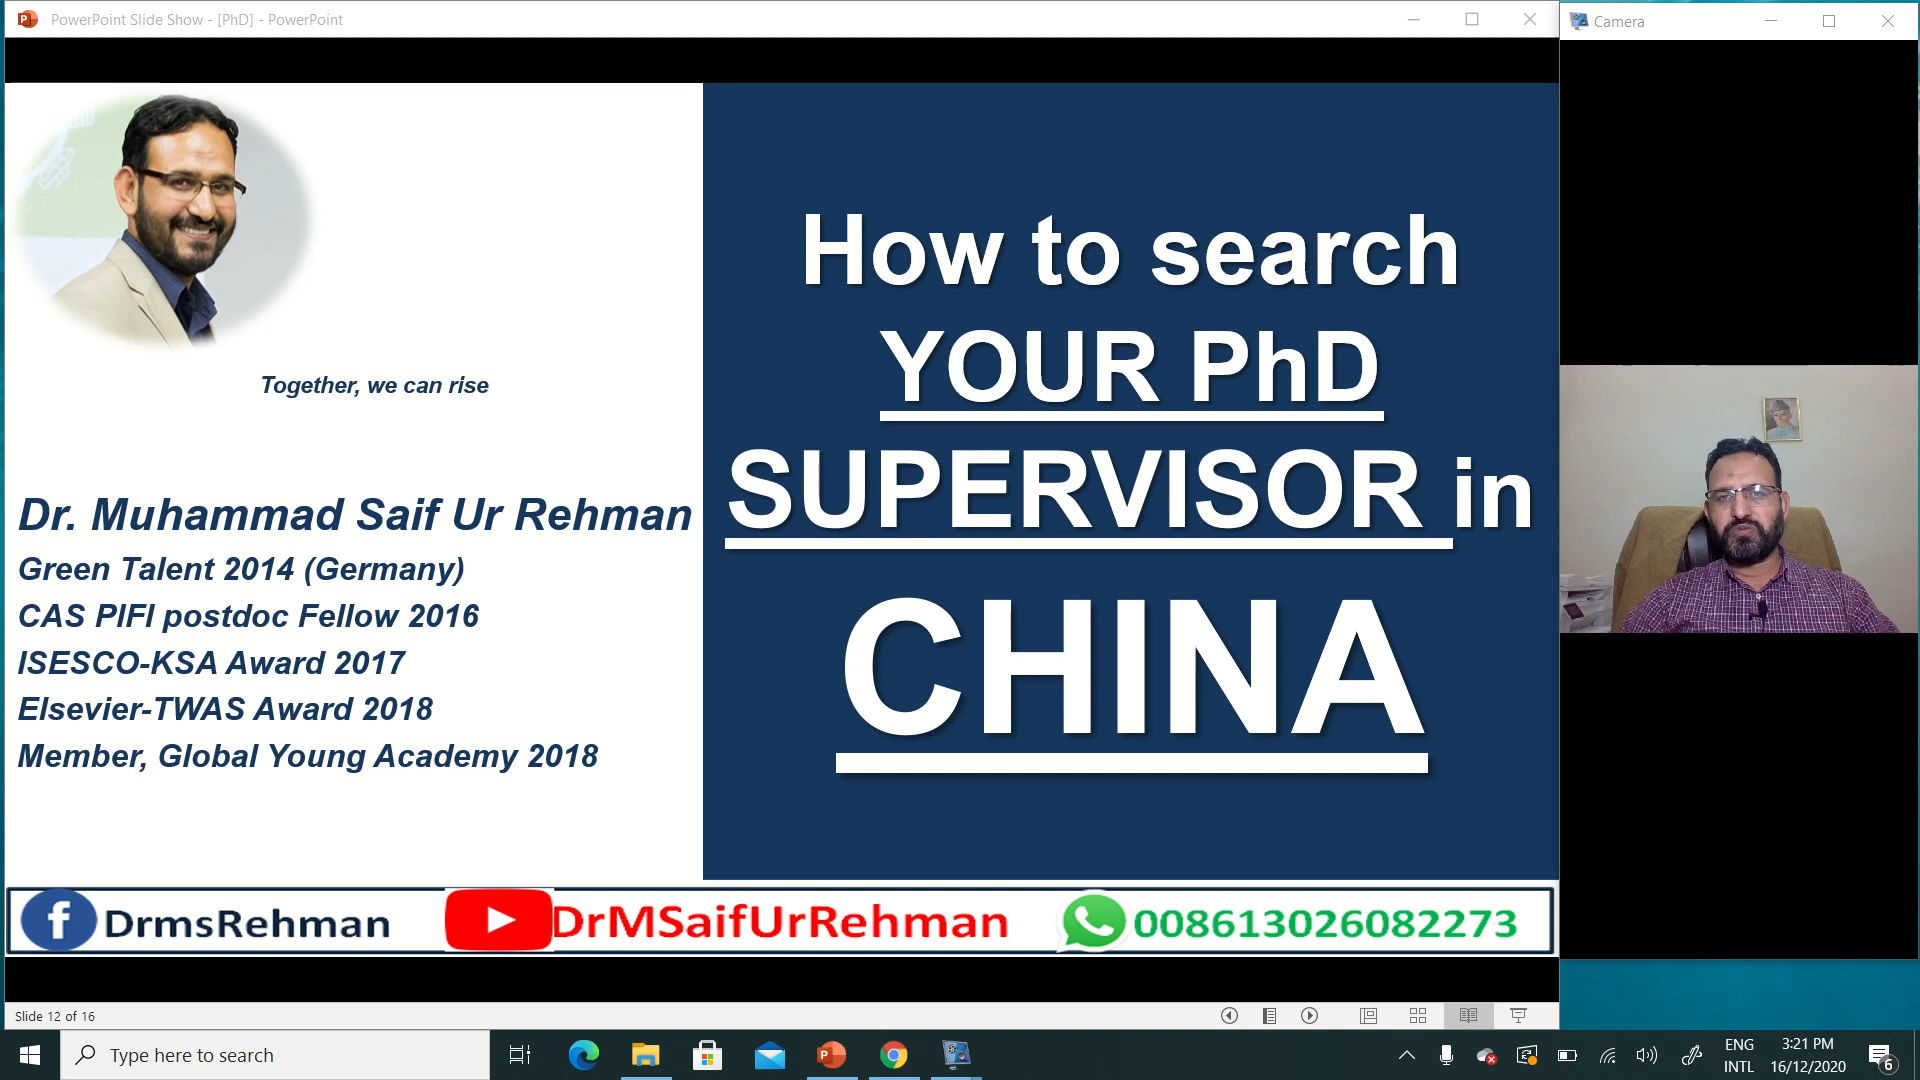 PowerPoint Slide Show - [PhD] - PowerPoint
Camera
Together, we can rise
Dr. Muhammad Saif Ur Rehman
Green Talent 2014 (Germany)
CAS PIFI postdoc Fellow 2016
ISESCO-KSA Award 2017
Elsevier-TWAS Award 2018
Member, Global Young Academy 2018
How to search
YOUR PhD
SUPERVISOR in
CHINA
DrmsRehman
DrMSaifUrRehman
008613026082273
Slide 12 of 16
Type here to search
ENG
INTL
3:21 PM
16/12/2020
6